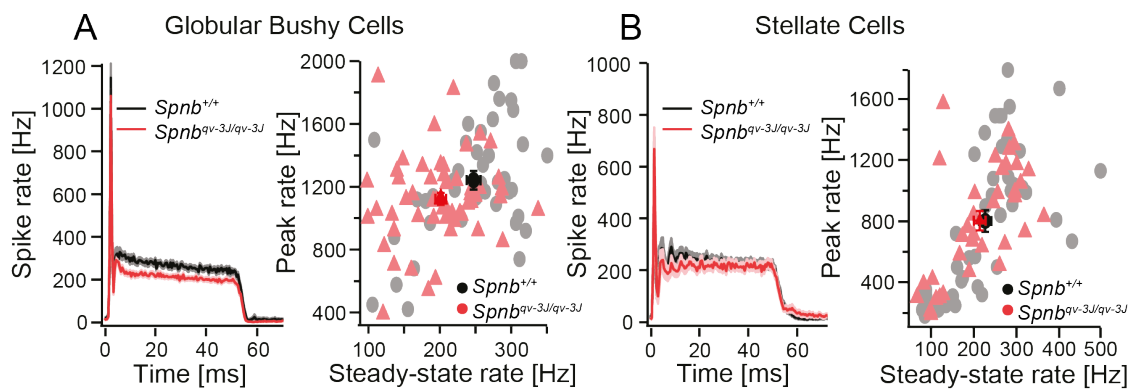 A Globular Bushy Cells
Spike rate [Hz]
1200
1000
800
600
400
200
0
Spnb+/+
Spnbqv-3J/qv-3J
0 20 40 60
Time [ms]
Peak rate [Hz]
2000
1600
1200
800
400
Spnb+/+
Spnbqv-3J/qv-3J
100 200 300
Steady-state rate [Hz]
B Stellate Cells
Spike rate [Hz]
1000
800
600
400
200
0
Spnb+/+
Spnbqv-3J/qv-3J
0 20 40 60
Time [ms]
Peak rate [Hz]
1600
1200
800
400
Spnb+/+
Spnbqv-3J/qv-3J
100 200 300 400 500
Steady-state rate [Hz]